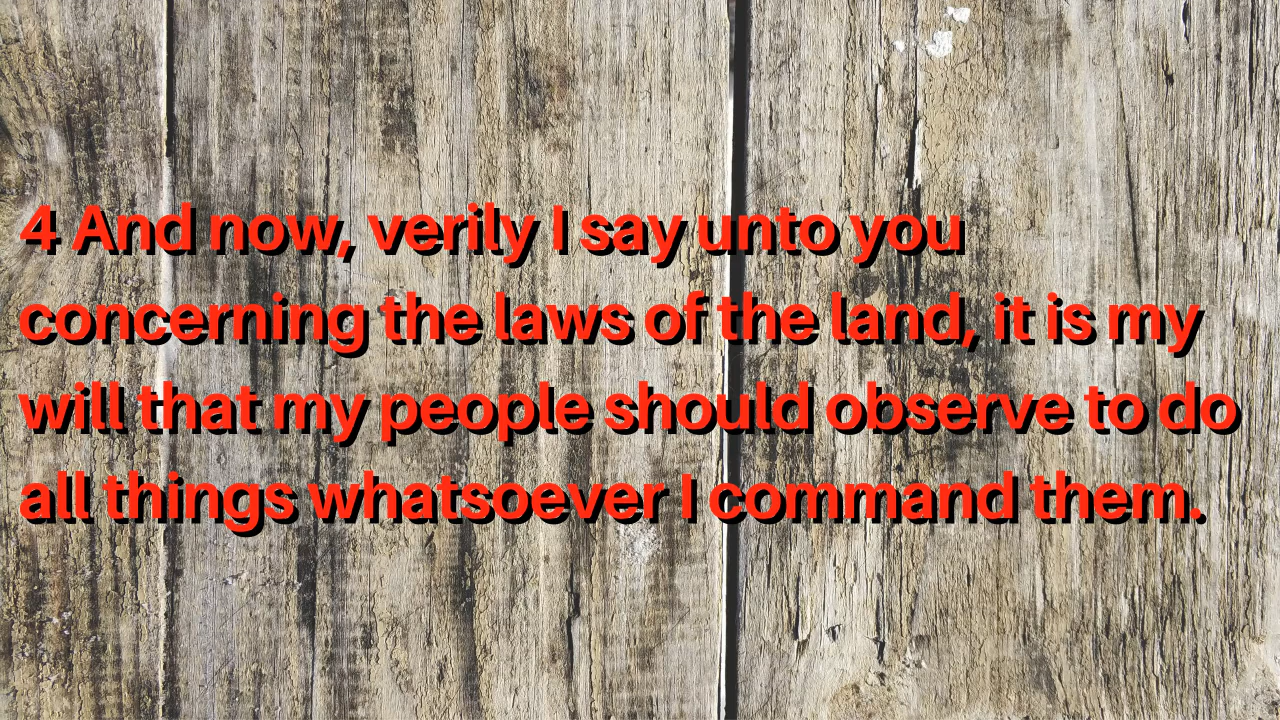 4 And now, verily I say unto you
concerning the laws of the land, it is my
will that my people should observe to do
all things whatsoever I command them.